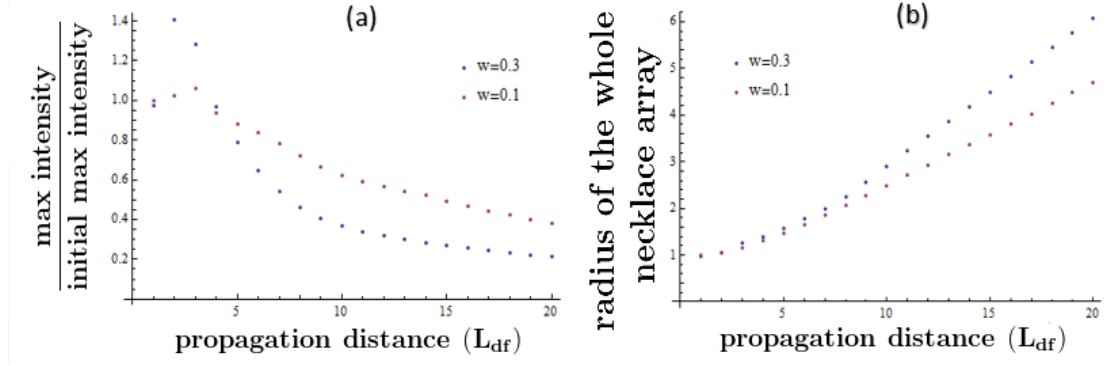 (a)
max intensity
initial max intensity
1.4
1.2
1.0
0.8
0.6
0.4
0.2
w=0.3
w=0.1
5
10
15
20
propagation distance (L_df)
(b)
radius of the whole
necklace array
6
5
4
3
2
1
w=0.3
w=0.1
5
10
15
20
propagation distance (L_df)